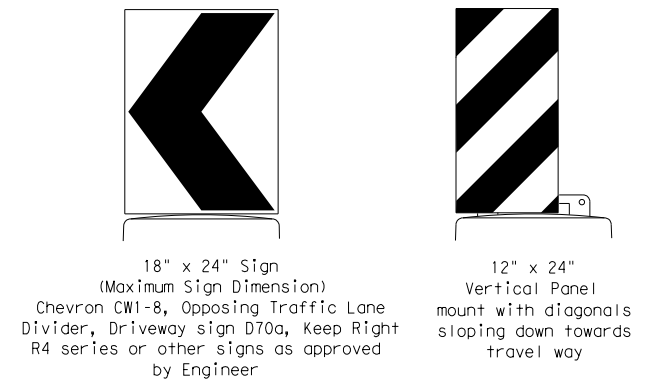 18" x 24" Sign
(Maximum Sign Dimension)
Chevron CW1-8, Opposing Traffic Lane
Divider, Driveway sign D70a, Keep Right
R4 series or other signs as approved
by Engineer
12" x 24"
Vertical Panel
mount with diagonals
sloping down towards
travel way